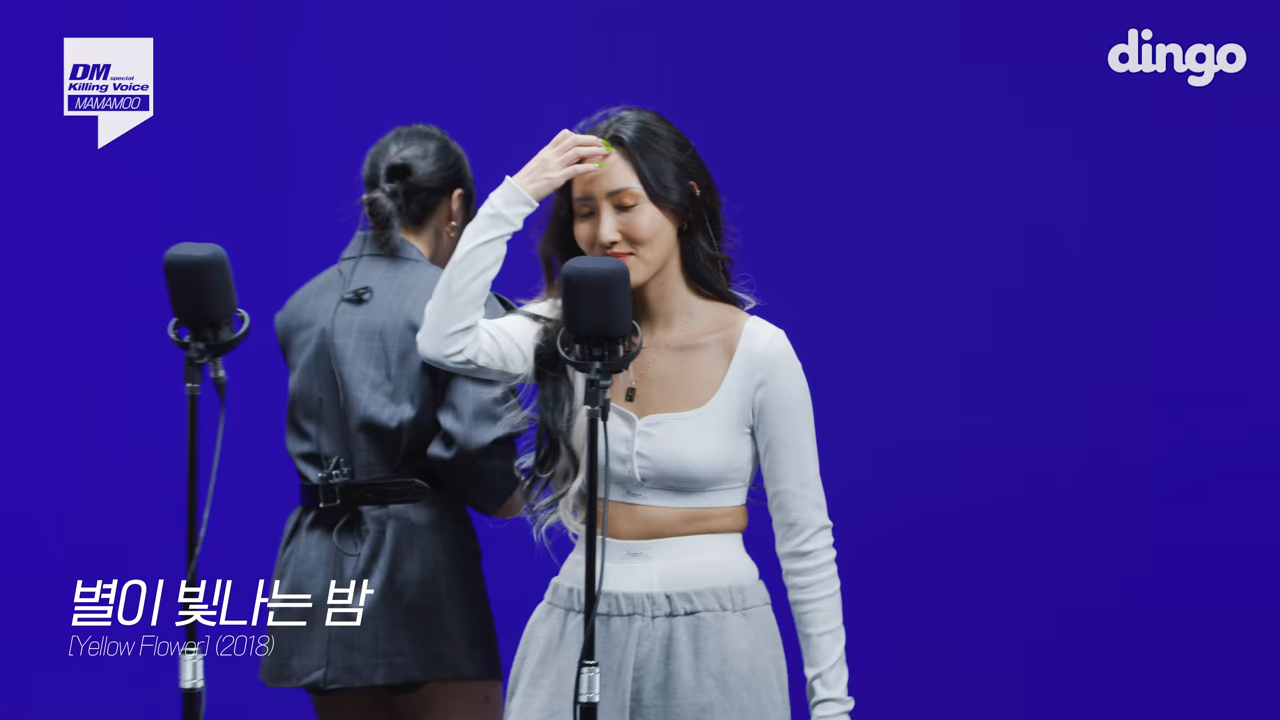 DM special
Killing Voice
MAMAMOO
dingo
별이 빛나는 밤
[Yellow Flower] (2018)